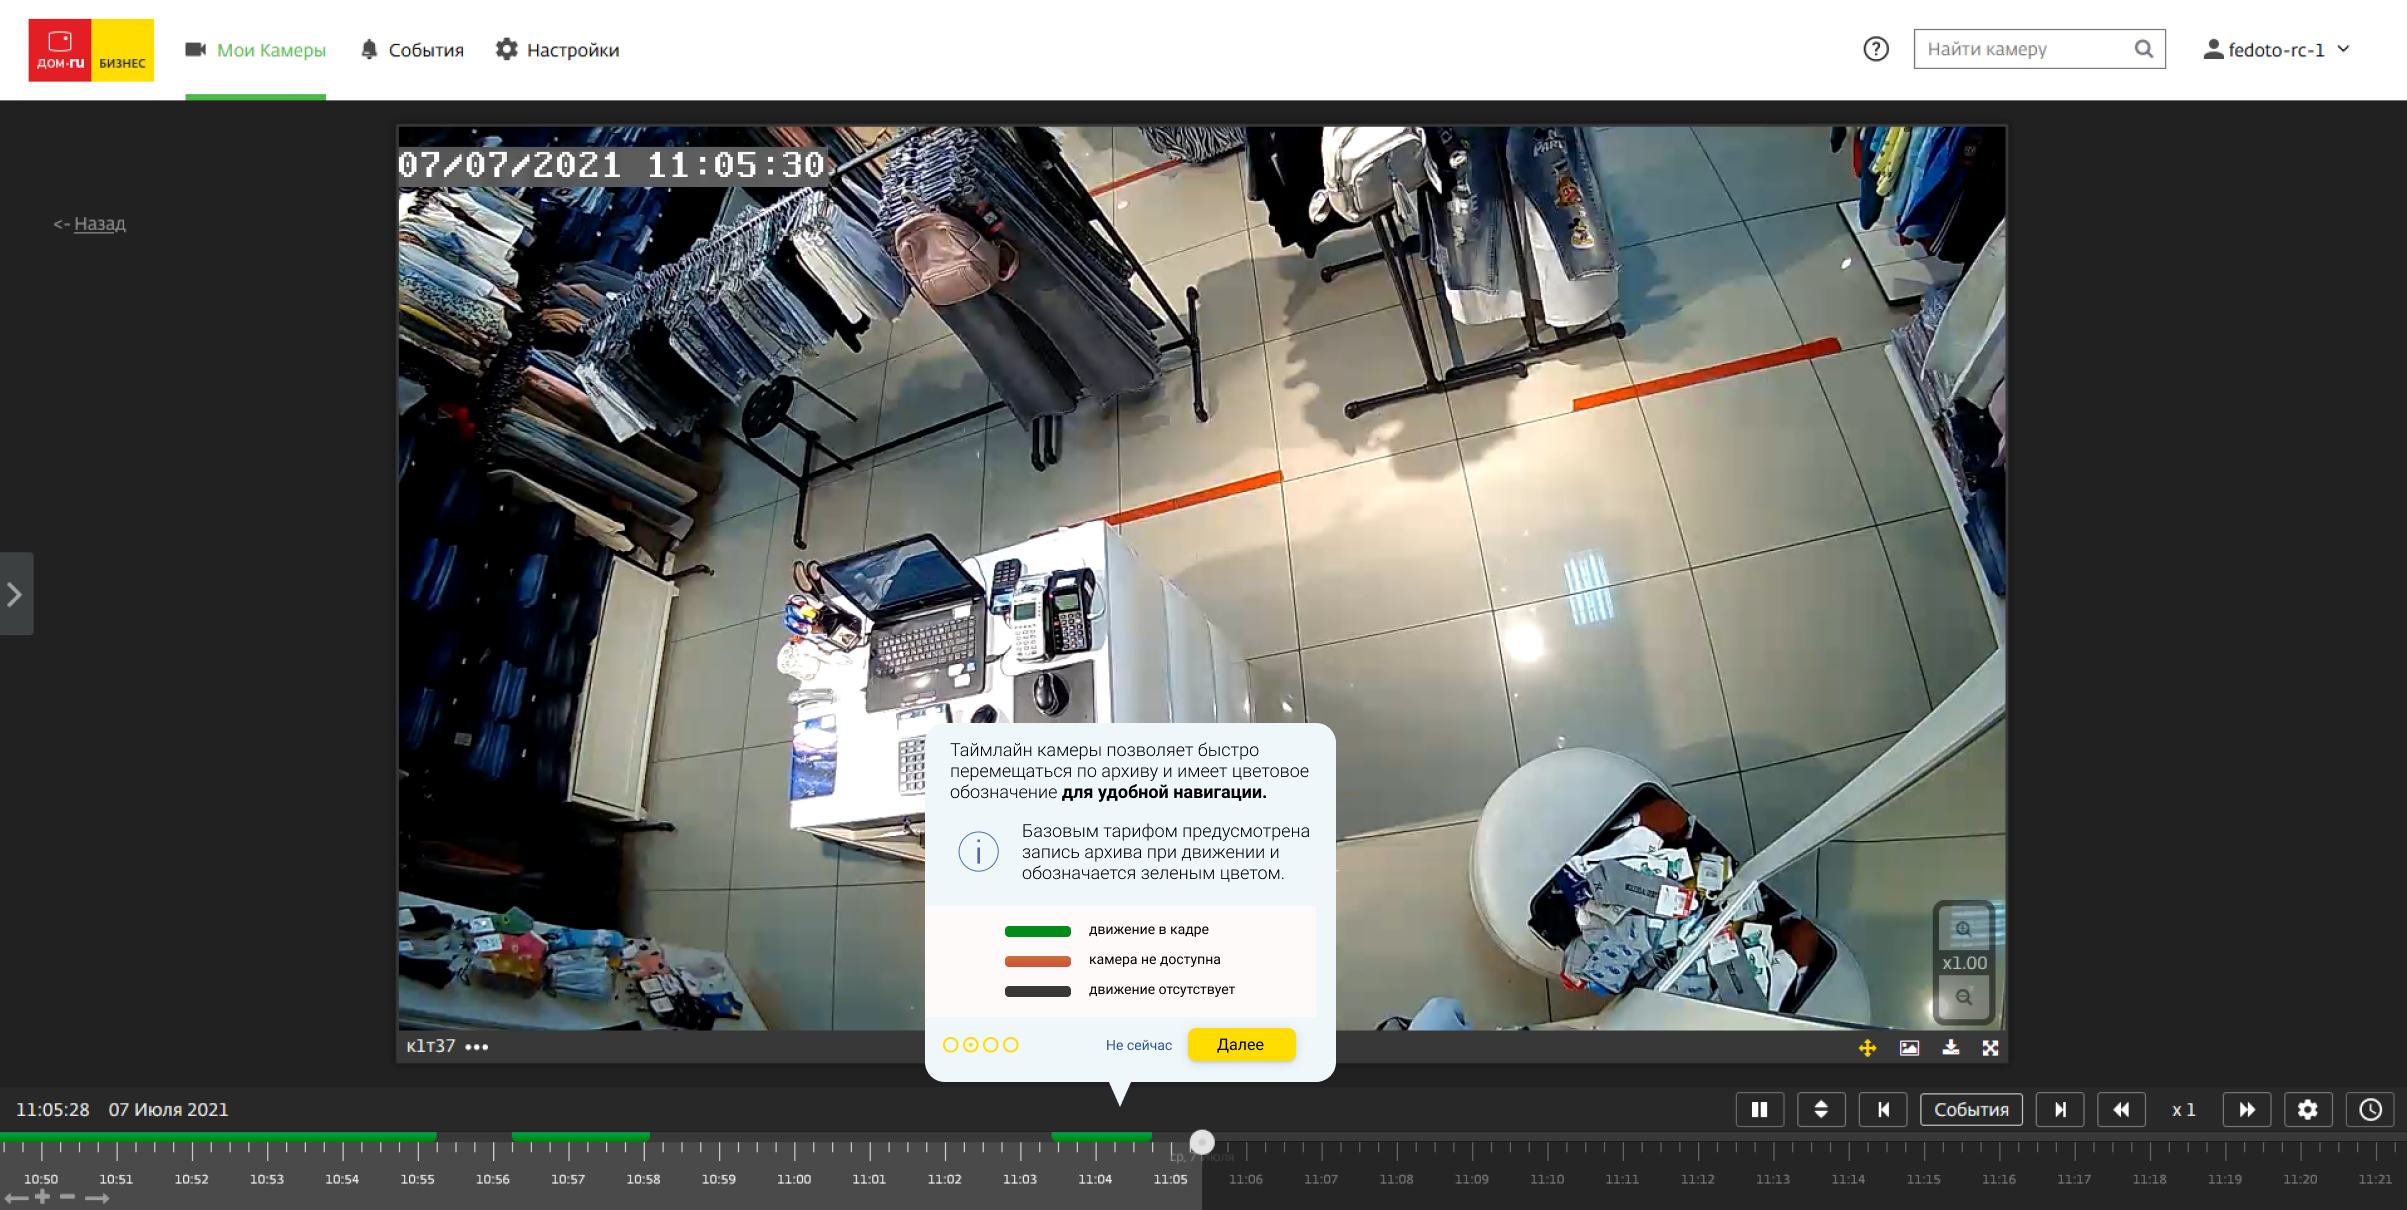 ДОМ-ru БИЗНЕС
Мои Камеры
События
Настройки
?
Найти камеру
fedoto-rc-1
07/07/2021 11:05:30
<- Назад
Таймлайн камеры позволяет быстро
перемещаться по архиву и имеет цветовое
обозначение для удобной навигации.
i
Базовым тарифом предусмотрена
запись архива при движении и
обозначается зеленым цветом.
движение в кадре
камера не доступна
движение отсутствует
Не сейчас
Далее
x1.00
к1т37
11:05:28 07 Июля 2021
События
x 1
ср, 7 июля
10:50 10:51 10:52 10:53 10:54 10:55 10:56 10:57 10:58 10:59 11:00 11:01 11:02 11:03 11:04 11:05 11:06 11:07 11:08 11:09 11:10 11:11 11:12 11:13 11:14 11:15 11:16 11:17 11:18 11:19 11:20 11:21